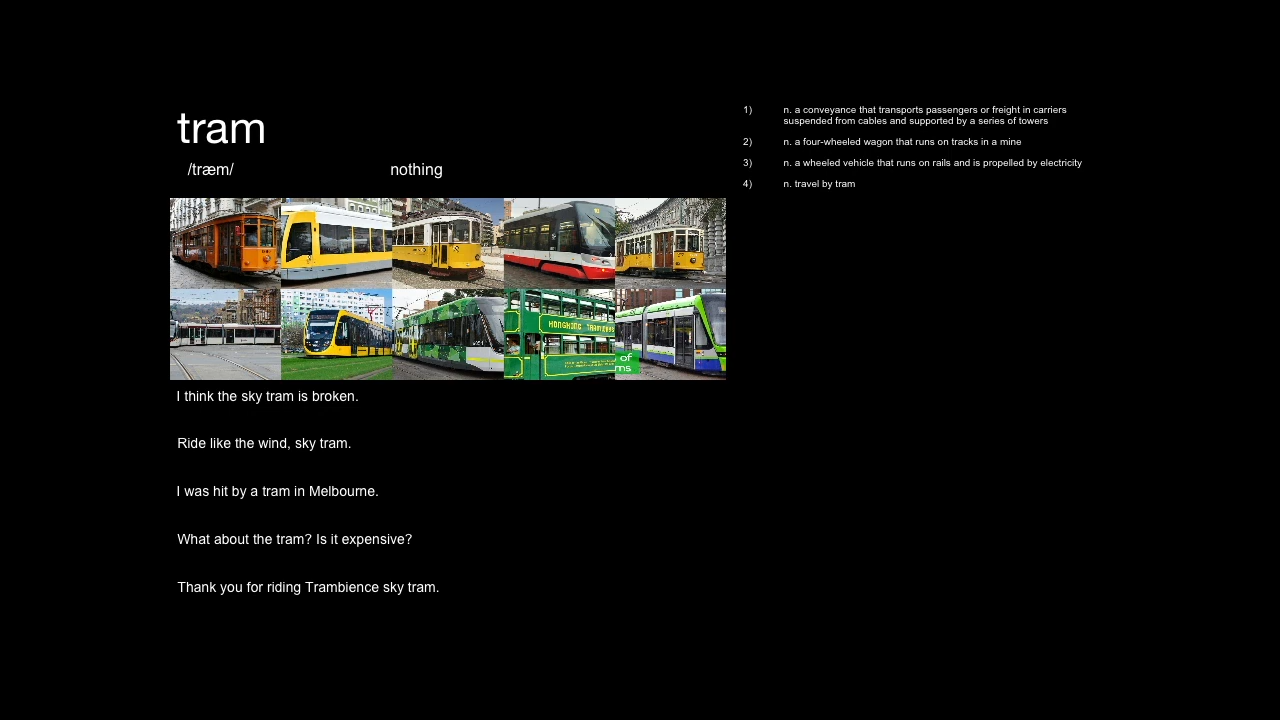 tram
/træm/
nothing
1) n. a conveyance that transports passengers or freight in carriers
suspended from cables and supported by a series of towers
2) n. a four-wheeled wagon that runs on tracks in a mine
3) n. a wheeled vehicle that runs on rails and is propelled by electricity
4) n. travel by tram
HONGKONG TRAMWAYS
of
I think the sky tram is broken.
Ride like the wind, sky tram.
I was hit by a tram in Melbourne.
What about the tram? Is it expensive?
Thank you for riding Trambience sky tram.